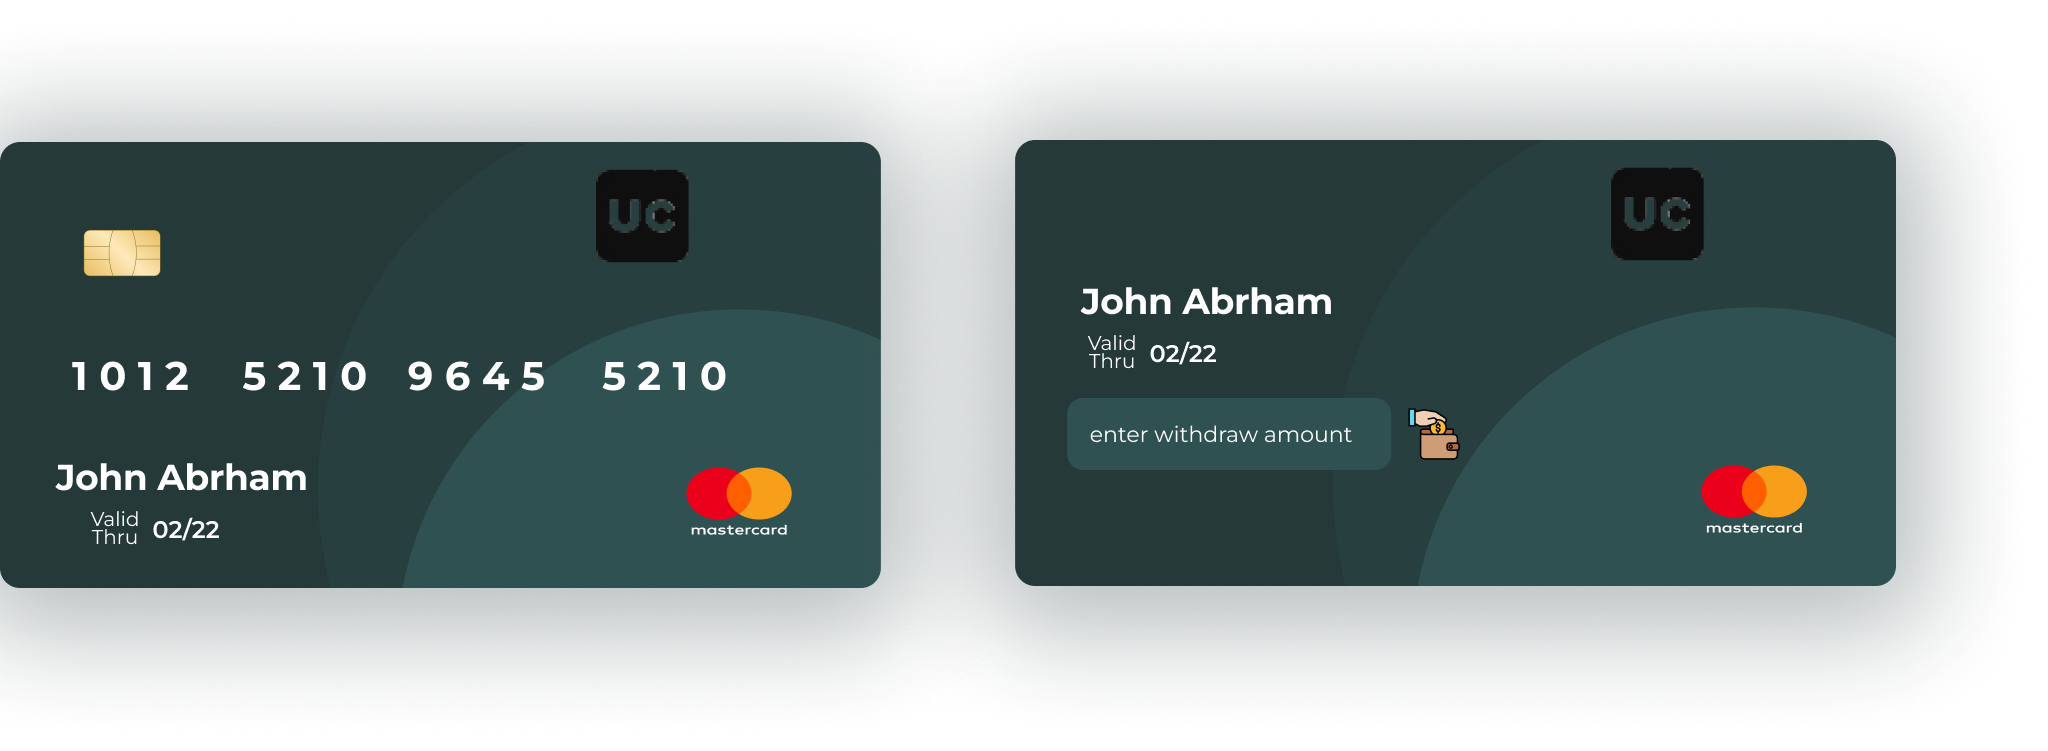 UC
1012 5210 9645 5210
John Abrham
Valid
Thru 02/22
mastercard
UC
John Abrham
Valid
Thru 02/22
enter withdraw amount
mastercard